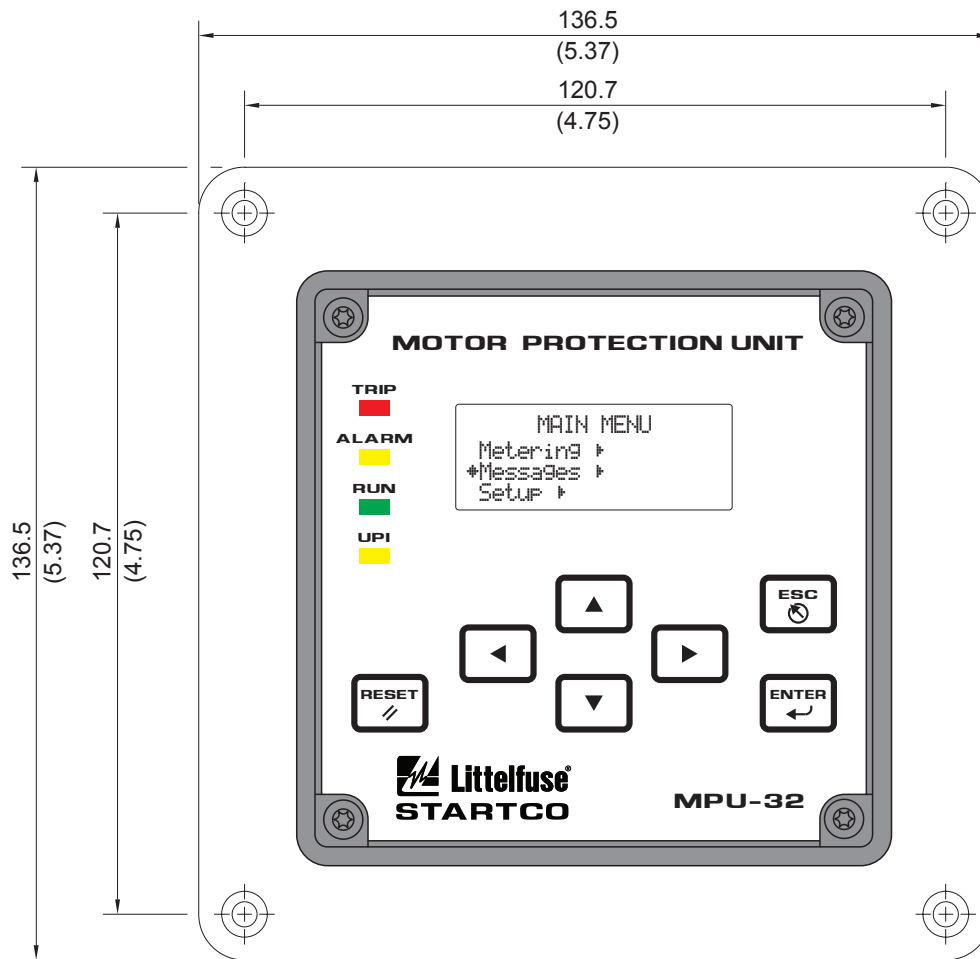 136.5
(5.37)
120.7
(4.75)
136.5
(5.37)
120.7
(4.75)
MOTOR PROTECTION UNIT
TRIP
ALARM
RUN
UPI
MAIN MENU
Metering
Messages
Setup
ESC
RESET
ENTER
Littelfuse®
STARTCO
MPU-32